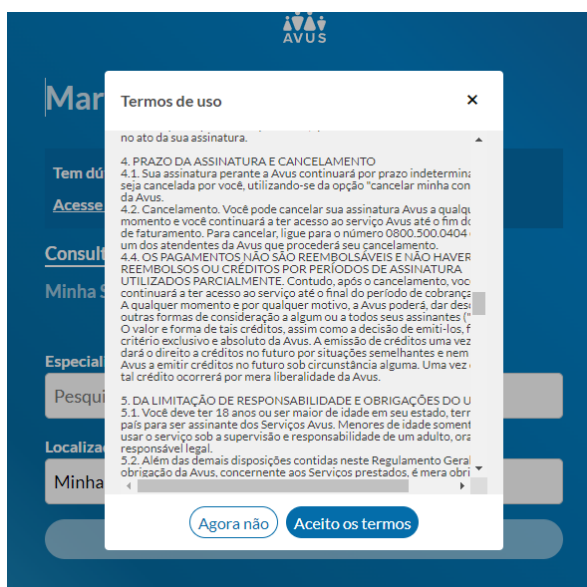 AVUS
Mar
Termos de uso
×
no ato da sua assinatura.
4. PRAZO DA ASSINATURA E CANCELAMENTO
4.1. Sua assinatura perante a Avus continuará por prazo indetermina
seja cancelada por você, utilizando-se da opção "cancelar minha con
da Avus.
4.2. Cancelamento. Você pode cancelar sua assinatura Avus a qualqu
momento e você continuará a ter acesso ao serviço Avus até o fim do
de faturamento. Para cancelar, ligue para o número 0800.500.0404
um dos atendentes da Avus que procederá seu cancelamento.
4.4. OS PAGAMENTOS NÃO SÃO REEMBOLSÁVEIS E NÃO HAVER
REEMBOLSOS OU CRÉDITOS POR PERÍODOS DE ASSINATURA
UTILIZADOS PARCIALMENTE. Contudo, após o cancelamento, voc
continuará a ter acesso ao serviço até o final do período de cobrança
A qualquer momento e por qualquer motivo, a Avus poderá, dar desc
outras formas de consideração a algum ou a todos seus assinantes ("
O valor e forma de tais créditos, assim como a decisão de emiti-los, f
critério exclusivo e absoluto da Avus. A emissão de créditos uma vez
dará o direito a créditos no futuro por situações semelhantes e nem
Avus a emitir créditos no futuro sob circunstância alguma. Uma vez
tal crédito ocorrerá por mera liberalidade da Avus.
5. DA LIMITAÇÃO DE RESPONSABILIDADE E OBRIGAÇÕES DO U
5.1. Você deve ter 18 anos ou ser maior de idade em seu estado, terr
país para ser assinante dos Serviços Avus. Menores de idade soment
usar o serviço sob a supervisão e responsabilidade de um adulto, ora
responsável legal.
5.2. Além das demais disposições contidas neste Regulamento Geral
obrigação da Avus, concernente aos Serviços prestados, é mera obri
Tem dú
Acesse
Consult
Minha S
Especiali
Pesqui
Localiza
Minha
Agora não
Aceito os termos